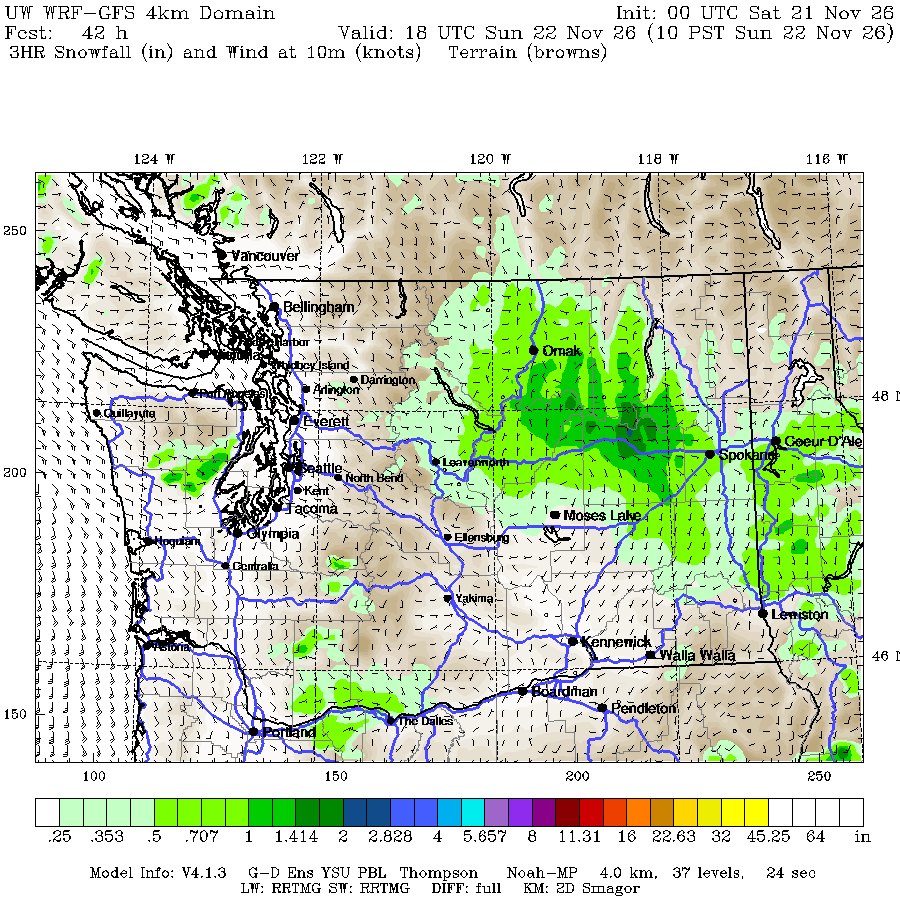 UW WRF-GFS 4km Domain Init: 00 UTC Sat 21 Nov 26
Fcst: 42 h Valid: 18 UTC Sun 22 Nov 26 (10 PST Sun 22 Nov 26)
3HR Snowfall (in) and Wind at 10m (knots) Terrain (browns)
124 W 122 W 120 W 118 W 116 W
250
Vancouver
Bellingham
Whidbey Island
Omak
Darrington
Arlington
Port Angeles
48 N
Quillayute
Everett
Coeur D'Ale
Spokane
Leavenworth
200
Seattle
North Bend
Kent
Tacoma
Moses Lake
Olympia
Ellensburg
Hoquiam
Centralia
Yakima
Lewiston
Kennewick
Astoria
Walla Walla
46 N
Boardman
Pendleton
150
The Dalles
Portland
100 150 200 250
.25 .353 .5 .707 1 1.414 2 2.828 4 5.657 8 11.31 16 22.63 32 45.25 64 in
Model Info: V4.1.3 G-D Ens YSU PBL Thompson Noah-MP 4.0 km, 37 levels, 24 sec
LW: RRTMG SW: RRTMG DIFF: full KM: 2D Smagor